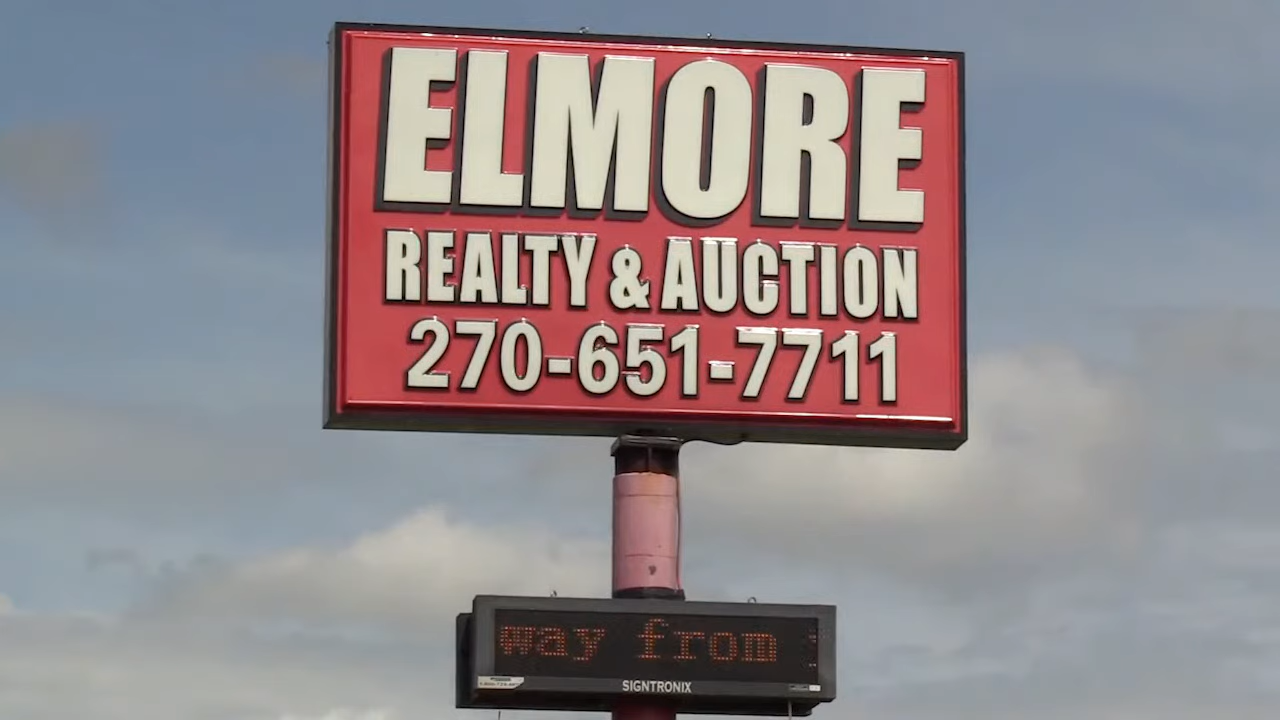 ELMORE
REALTY & AUCTION
270-651-7711
way from
SIGNTRONIX